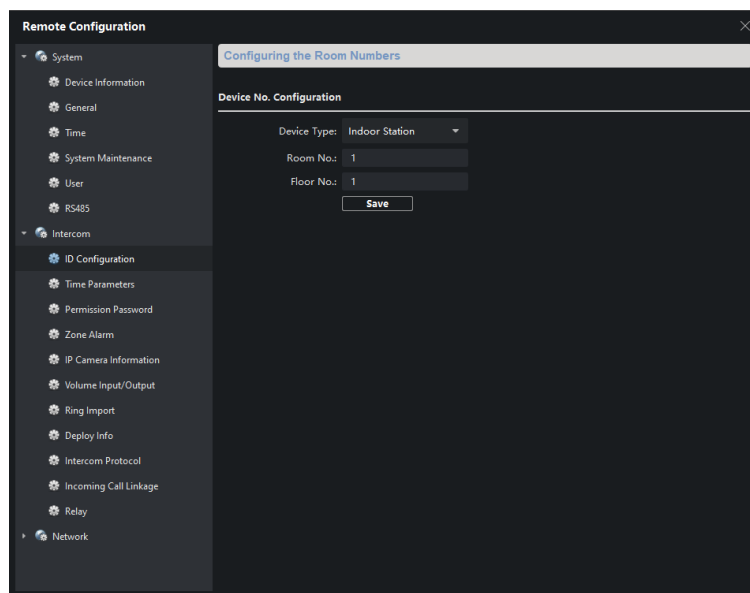 Remote Configuration
System
Device Information
General
Time
System Maintenance
User
RS485
Intercom
ID Configuration
Time Parameters
Permission Password
Zone Alarm
IP Camera Information
Volume Input/Output
Ring Import
Deploy Info
Intercom Protocol
Incoming Call Linkage
Relay
Network
Configuring the Room Numbers
Device No. Configuration
Device Type: Indoor Station
Room No.: 1
Floor No.: 1
Save